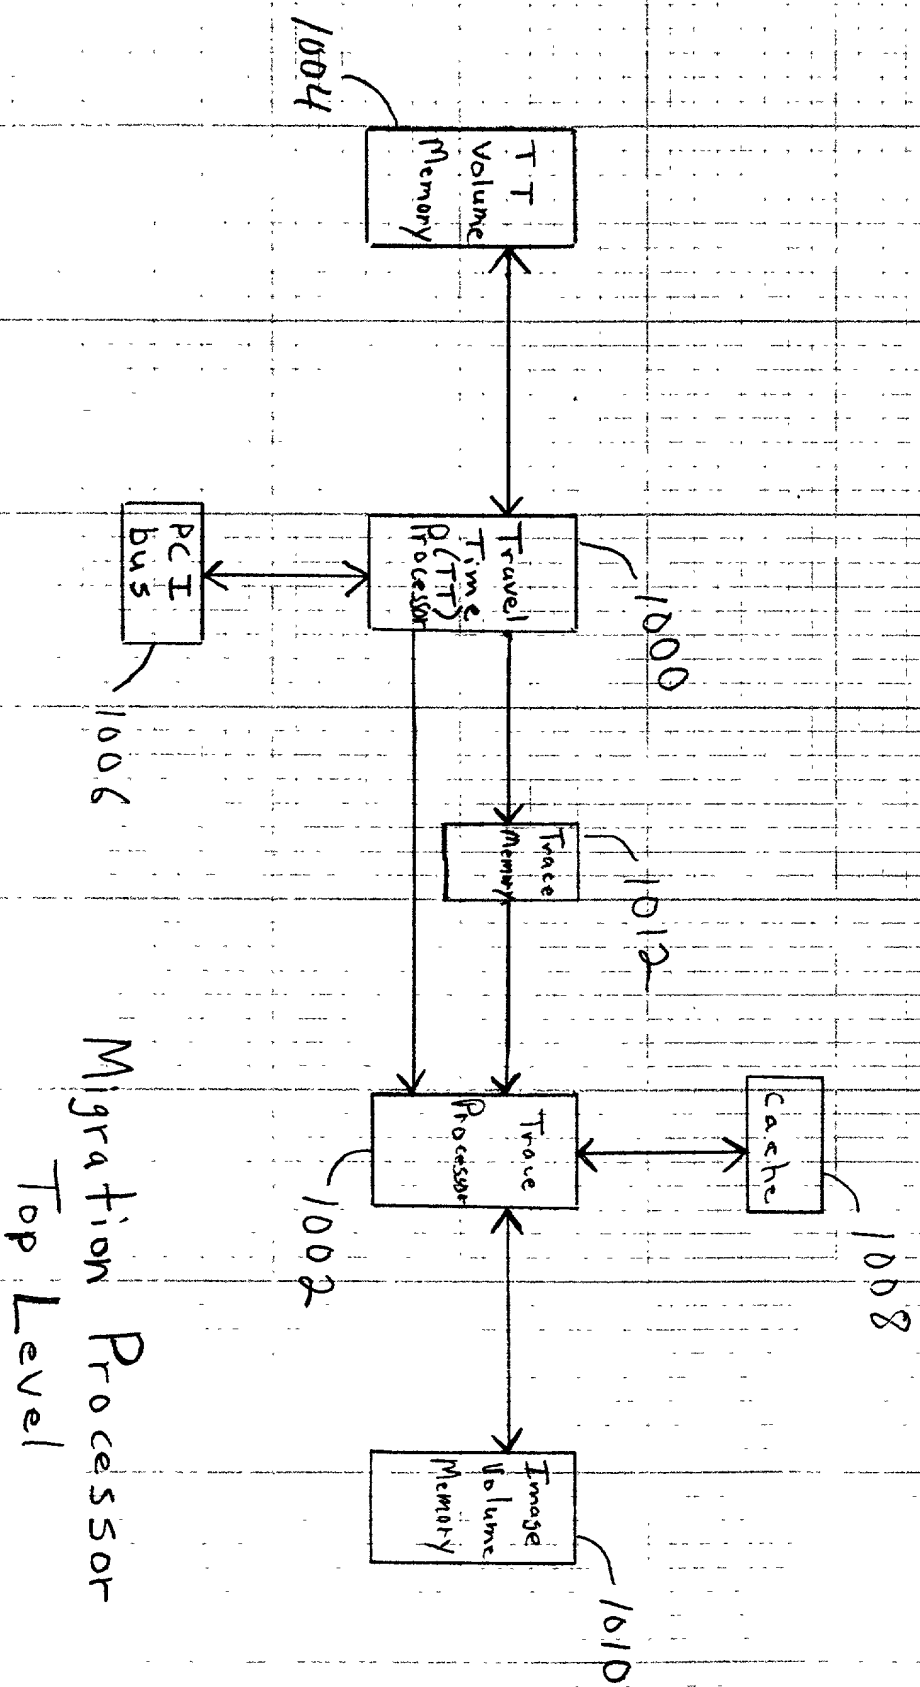 Cache
1008
1000
1012
1010
TT
Volume
Memory
Travel
Time
(TT)
Processor
Trace
Memory
Trace
Processor
Image
Volume
Memory
1004
1002
PCI
bus
1006
Migration Processor
Top Level